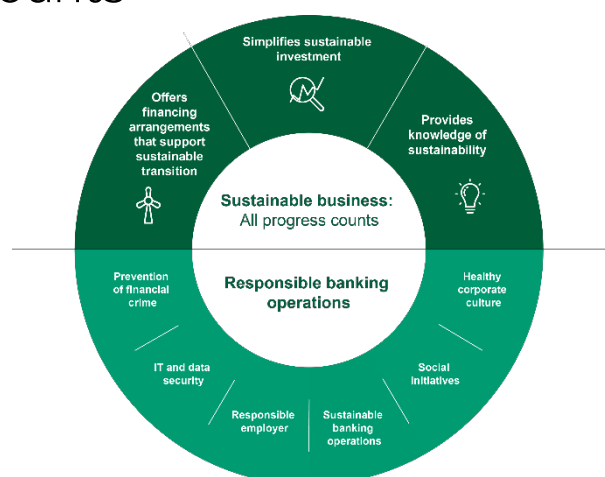 Simplifies sustainable
investment
Offers
financing
arrangements
that support
sustainable
transition
Provides
knowledge of
sustainability
Sustainable business:
All progress counts
Responsible banking
operations
Prevention
of financial
crime
Healthy
corporate
culture
IT and data
security
Social
initiatives
Responsible
employer
Sustainable
banking
operations